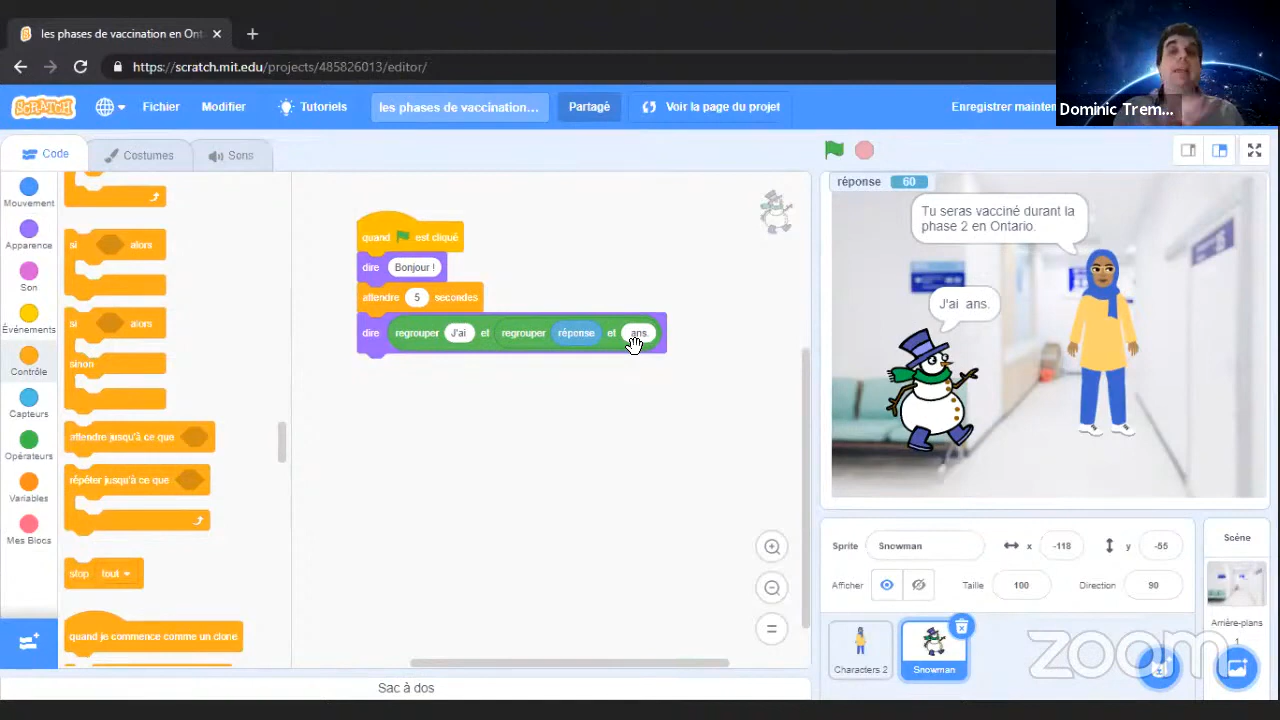 les phases de vaccination en Ont
https://scratch.mit.edu/projects/485826013/editor/
Dominic Trem...
SCRATCH
Fichier
Modifier
Tutoriels
les phases de vaccination...
Partagé
Voir la page du projet
Enregistrer mainten
Code
Costumes
Sons
Mouvement
Apparence
Son
Événements
Contrôle
Capteurs
Opérateurs
Variables
Mes Blocs
si alors
si alors
sinon
attendre jusqu'à ce que
répéter jusqu'à ce que
stop tout
quand je commence comme un clone
quand est cliqué
dire Bonjour !
attendre 5 secondes
dire regrouper J'ai et regrouper réponse et ans.
réponse 60
Tu seras vacciné durant la
phase 2 en Ontario.
J'ai ans.
Sprite Snowman x -118 y -55
Afficher Taille 100 Direction 90
Characters 2
Snowman
Scène
Arrière-plans
1
Sac à dos
zoom